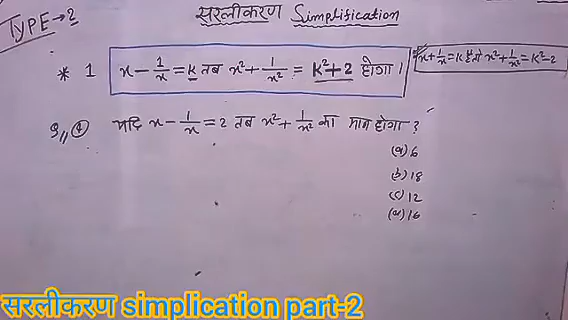 सरलीकरण Simplification
TYPE→2
* 1 x - 1/x = K तब x² + 1/x² = K²+2 होगा।
x + 1/x = K है तो x² + 1/x² = K²-2
यदि x - 1/x = 2 तब x² + 1/x² का मान होगा ?
(a) 6
(b) 18
(c) 12
(d) 16
सरलीकरण simplication part-2